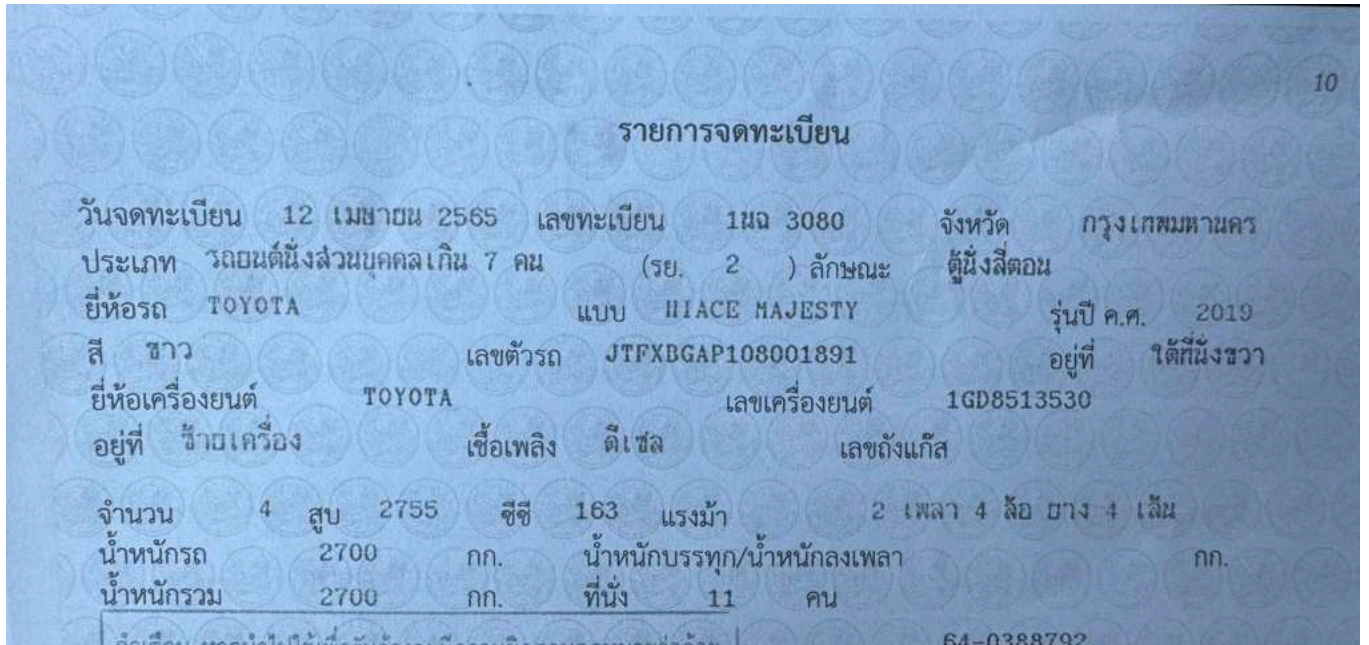 10
รายการจดทะเบียน
วันจดทะเบียน 12 เมษายน 2565 เลขทะเบียน 1นฉ 3080 จังหวัด กรุงเทพมหานคร
ประเภท รถยนต์นั่งส่วนบุคคลเกิน 7 คน (รย. 2 ) ลักษณะ ตู้นั่งสี่ตอน
ยี่ห้อรถ TOYOTA แบบ HIACE MAJESTY รุ่นปี ค.ศ. 2019
สี ขาว เลขตัวรถ JTFXBGAP108001891 อยู่ที่ ใต้ที่นั่งขวา
ยี่ห้อเครื่องยนต์ TOYOTA เลขเครื่องยนต์ 1GD8513530
อยู่ที่ ซ้ายเครื่อง เชื้อเพลิง ดีเซล เลขถังแก๊ส
จำนวน 4 สูบ 2755 ซีซี 163 แรงม้า 2 เพลา 4 ล้อ ยาง 4 เส้น
น้ำหนักรถ 2700 กก. น้ำหนักบรรทุก/น้ำหนักลงเพลา กก.
น้ำหนักรวม 2700 กก. ที่นั่ง 11 คน
64-0388792